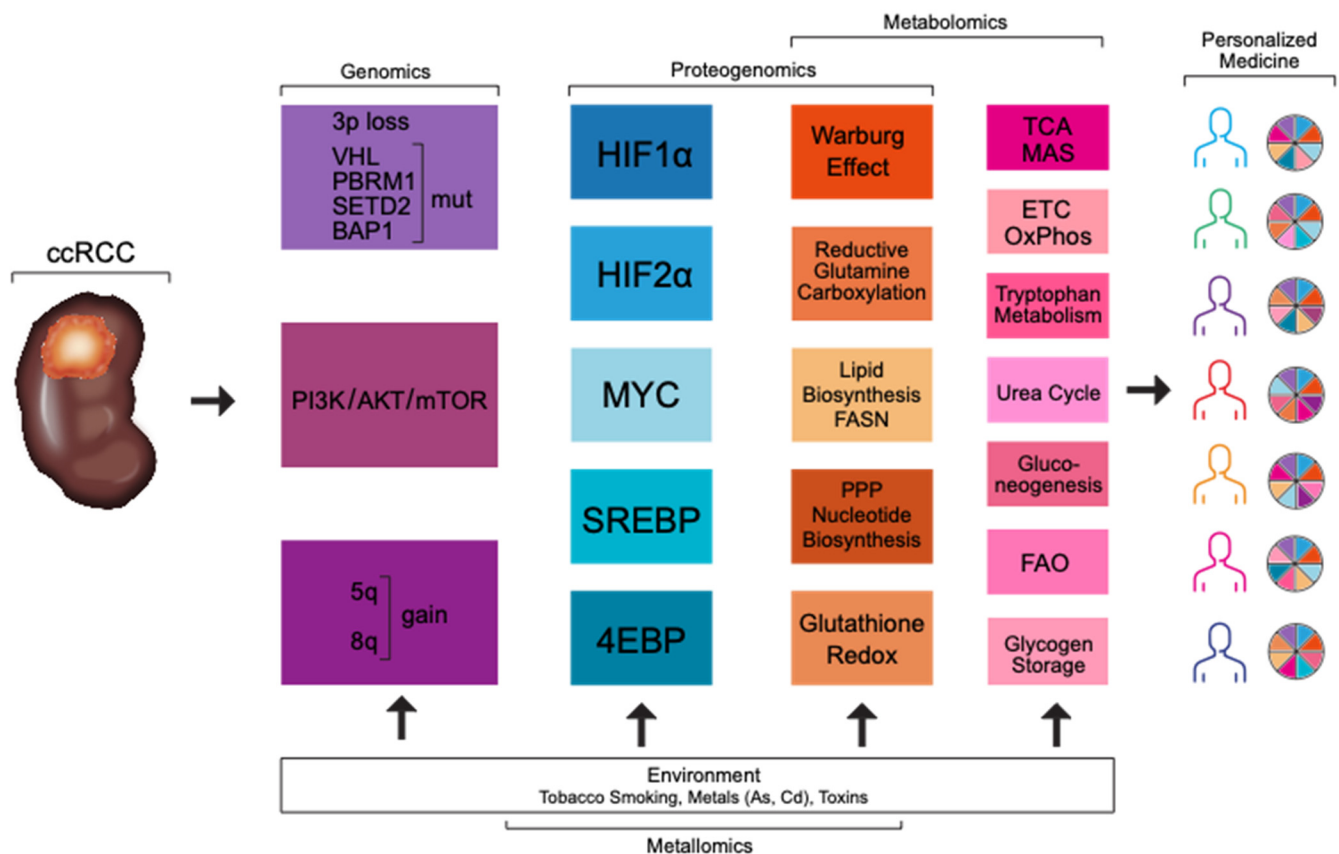 Metabolomics
Genomics
Proteogenomics
Personalized
Medicine
ccRCC
3p loss
VHL
PBRM1
SETD2
BAP1
mut
PI3K/AKT/mTOR
5q
8q
gain
HIF1α
HIF2α
MYC
SREBP
4EBP
Warburg
Effect
Reductive
Glutamine
Carboxylation
Lipid
Biosynthesis
FASN
PPP
Nucleotide
Biosynthesis
Glutathione
Redox
TCA
MAS
ETC
OxPhos
Tryptophan
Metabolism
Urea Cycle
Gluco-
neogenesis
FAO
Glycogen
Storage
Environment
Tobacco Smoking, Metals (As, Cd), Toxins
Metallomics